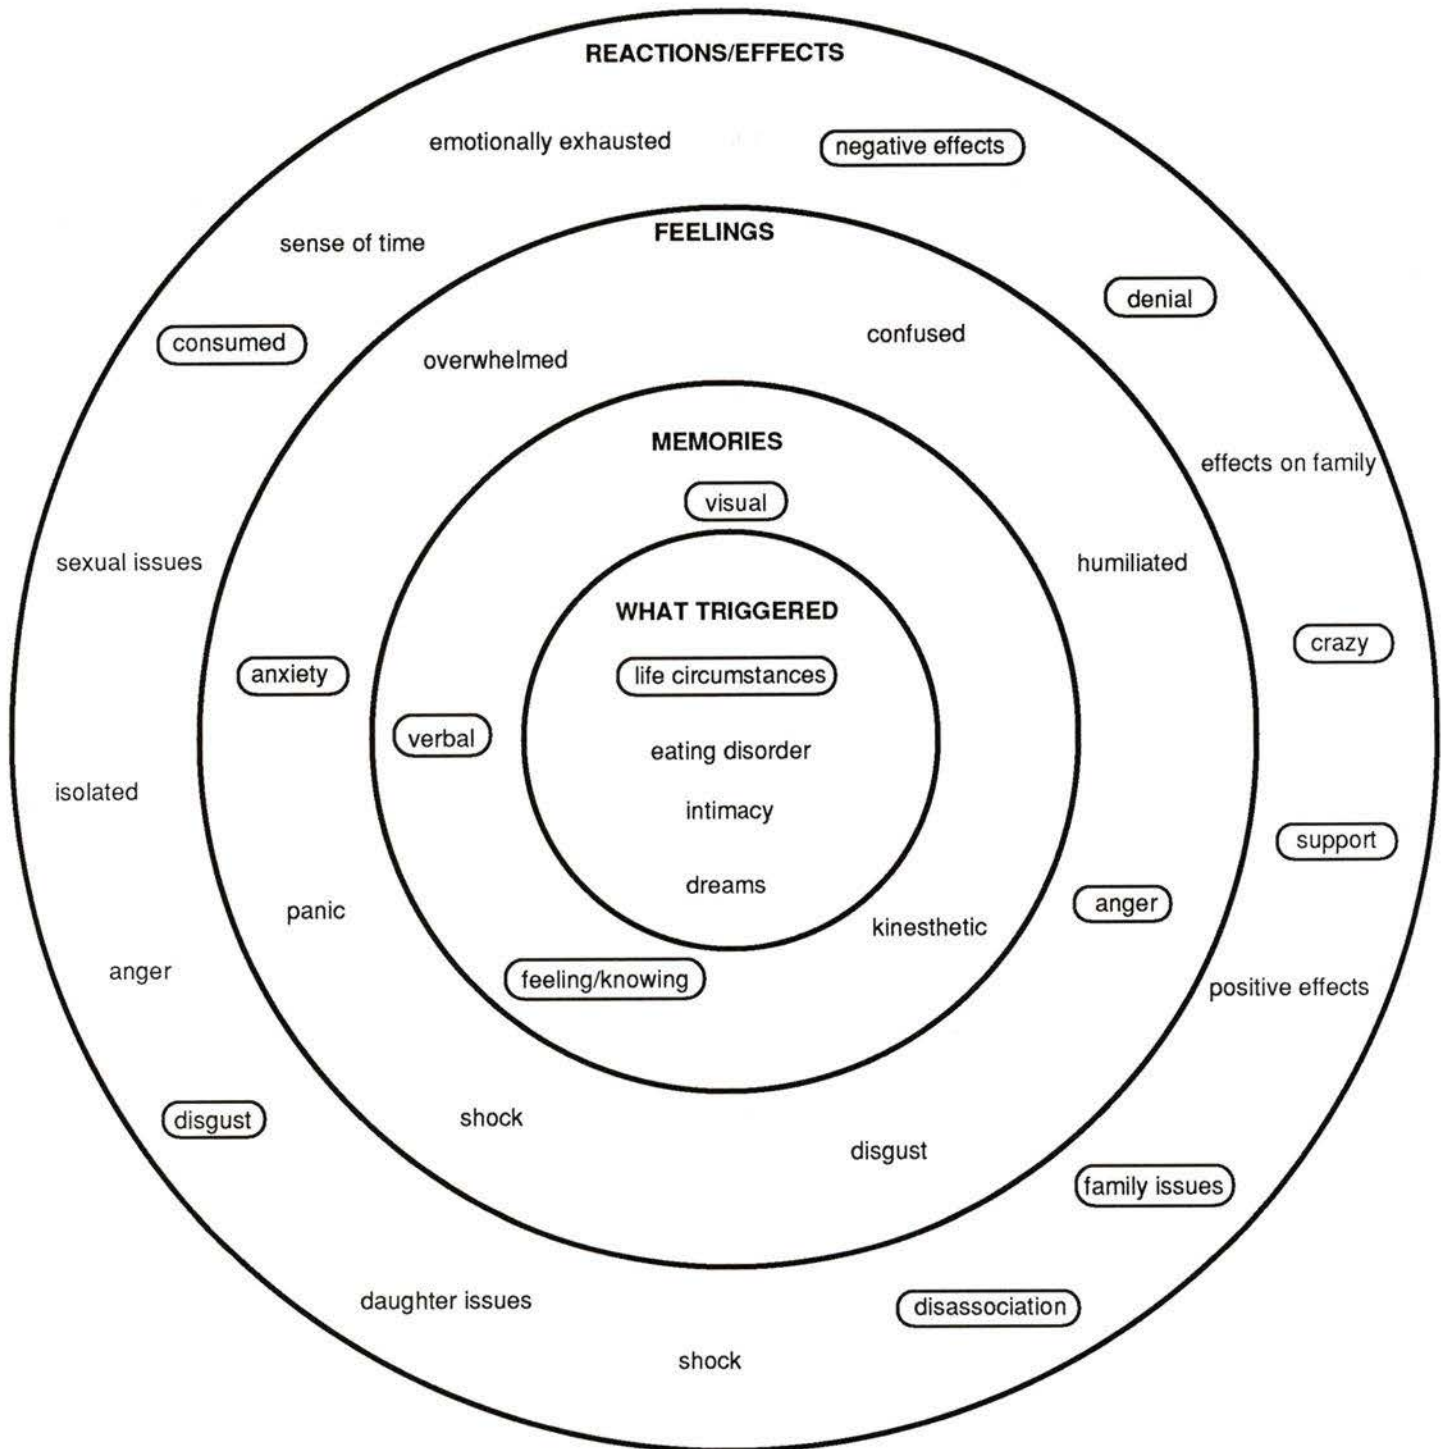 REACTIONS/EFFECTS
emotionally exhausted
negative effects
sense of time
denial
consumed
effects on family
sexual issues
crazy
isolated
support
anger
positive effects
disgust
family issues
daughter issues
disassociation
shock
FEELINGS
confused
overwhelmed
humiliated
anxiety
anger
panic
shock
disgust
MEMORIES
visual
verbal
kinesthetic
feeling/knowing
WHAT TRIGGERED
life circumstances
eating disorder
intimacy
dreams